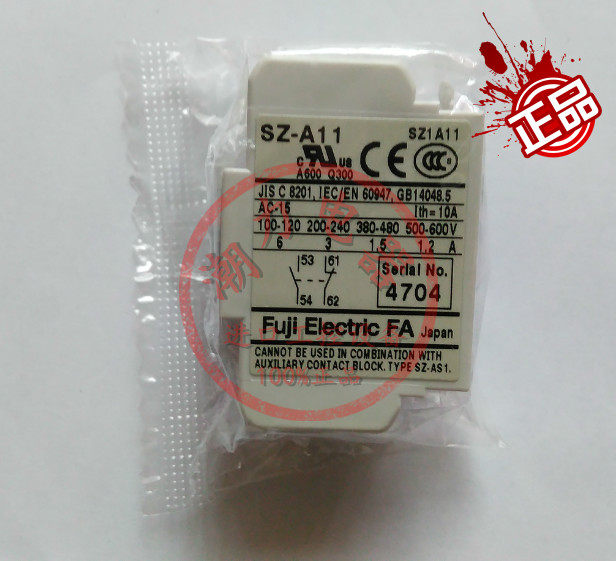 正品
SZ-A11 SZ1A11
c UL us CE CCC
A600 Q300
JIS C 8201, IEC/EN 60947, GB14048.5
AC-15 Ith=10A
100-120 200-240 380-480 500-600V
6 3 1.5 1.2 A
53 61
54 62
Serial No.
4704
Fuji Electric FA Japan
CANNOT BE USED IN COMBINATION WITH
AUXILIARY CONTACT BLOCK. TYPE SZ-AS1.
100%正品